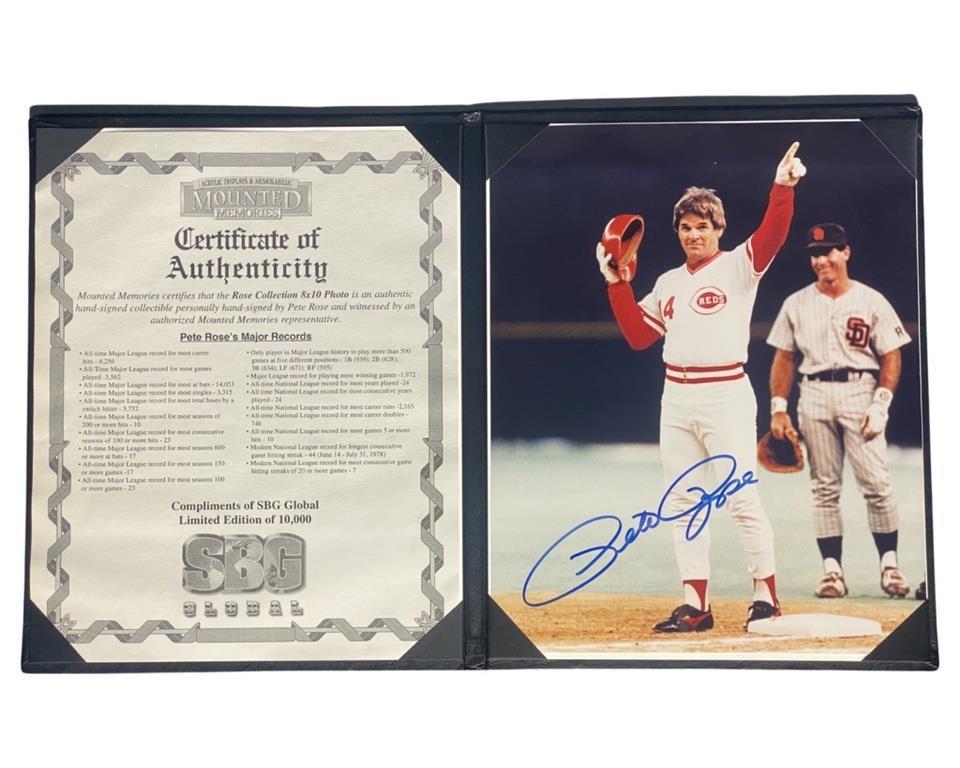 ACRYLIC DISPLAYS & MEMORABILIA
MOUNTED
MEMORIES
Certificate of
Authenticity
Mounted Memories certifies that the Rose Collection 8x10 Photo is an authentic
hand-signed collectible personally hand-signed by Pete Rose and witnessed by an
authorized Mounted Memories representative.
Pete Rose's Major Records
• All-time Major League record for most career
hits - 4,256
• All-Time Major League record for most games
played -3,562
• All-time Major League record for most at bats - 14,053
• All-time Major League record for most singles - 3,315
• All-time Major League record for most total bases by a
switch hitter - 5,752
• All-time Major League record for most seasons of
200 or more hits - 10
• All-time Major League record for most consecutive
seasons of 100 or more hits - 23
• All-time Major League record for most seasons 600
or more at bats - 17
• All-time Major League record for most seasons 150
or more games -17
• All-time Major League record for most seasons 100
or more games - 23
• Only player in Major League history to play more than 500
games at five different positions - 1B (939); 2B (628);
3B (634); LF (671); RF (595)
• Major League record for playing most winning games -1,972
• All-time National League record for most years played -24
• All-time National League record for most consecutive years
played - 24
• All-time National League record for most career runs -2,165
• All-time National League record for most career doubles -
746
• All-time National League record for most games 5 or more
hits - 10
• Modern National League record for longest consecutive
game hitting streak - 44 (June 14 - July 31, 1978)
• Modern National League record for most consecutive game
hitting streaks of 20 or more games - 7
Compliments of SBG Global
Limited Edition of 10,000
SBG
GLOBAL
REDS
14
SD
SD
R
Pete Rose